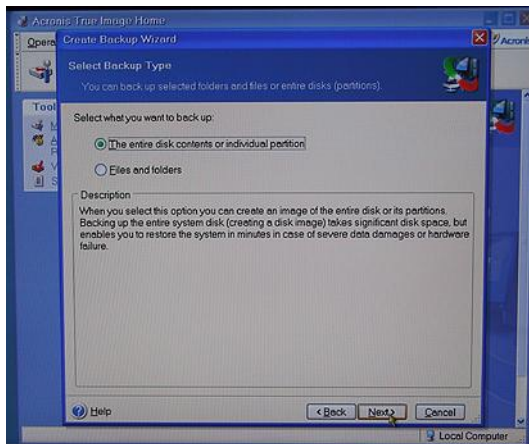 Acronis True Image Home
Opera
Acronis
Create Backup Wizard
Select Backup Type
You can back up selected folders and files or entire disks (partitions).
Tool
Select what you want to back up:
The entire disk contents or individual partition
Files and folders
Description
When you select this option you can create an image of the entire disk or its partitions.
Backing up the entire system disk (creating a disk image) takes significant disk space, but
enables you to restore the system in minutes in case of severe data damages or hardware
failure.
Help
< Back
Next >
Cancel
Local Computer